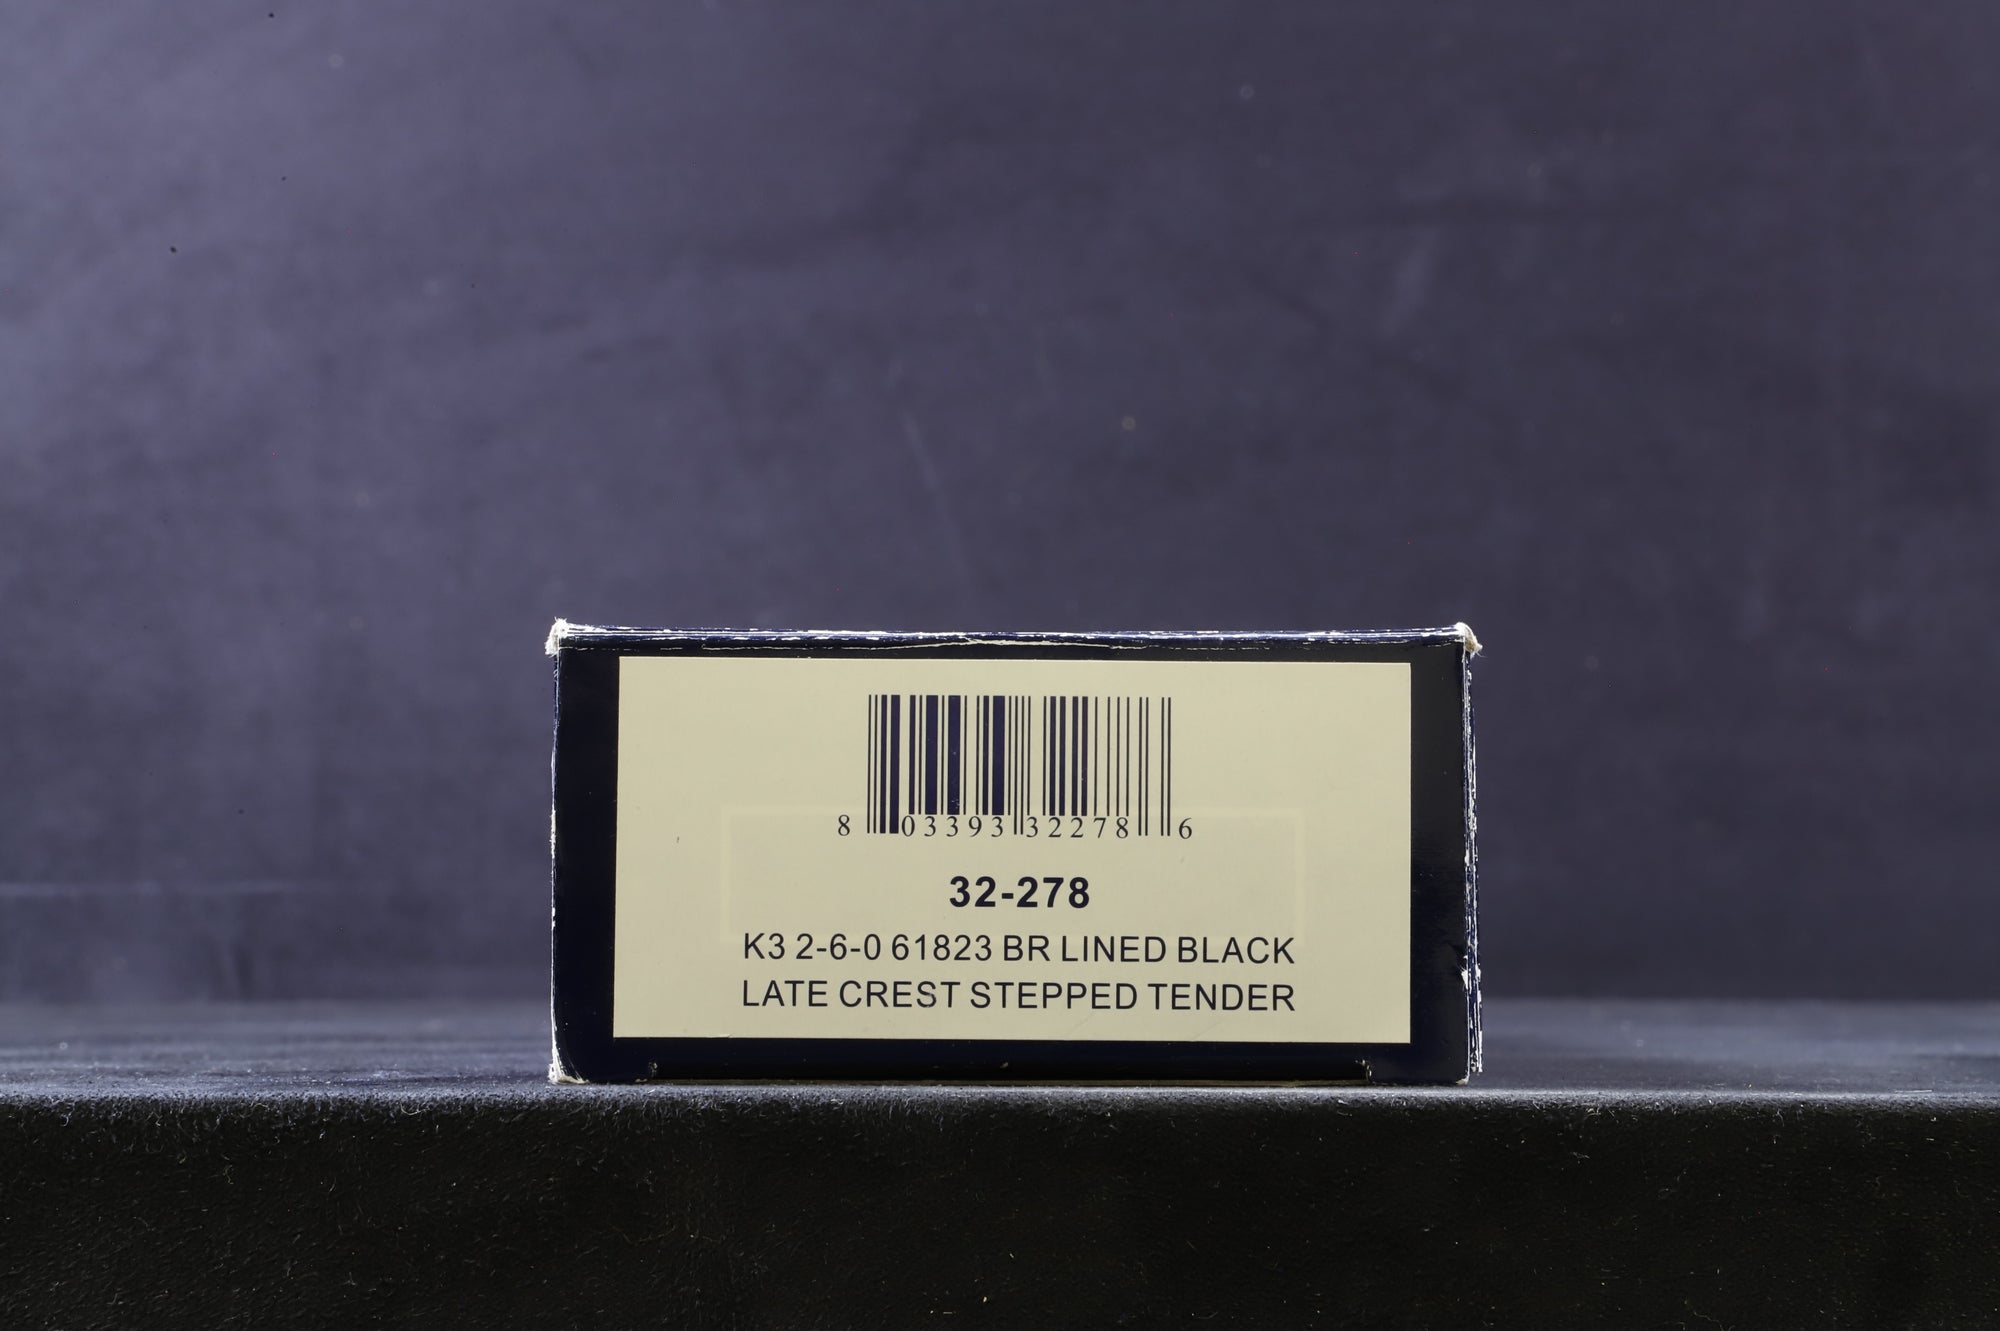 8 03393 32278 6
32-278
K3 2-6-0 61823 BR LINED BLACK
LATE CREST STEPPED TENDER